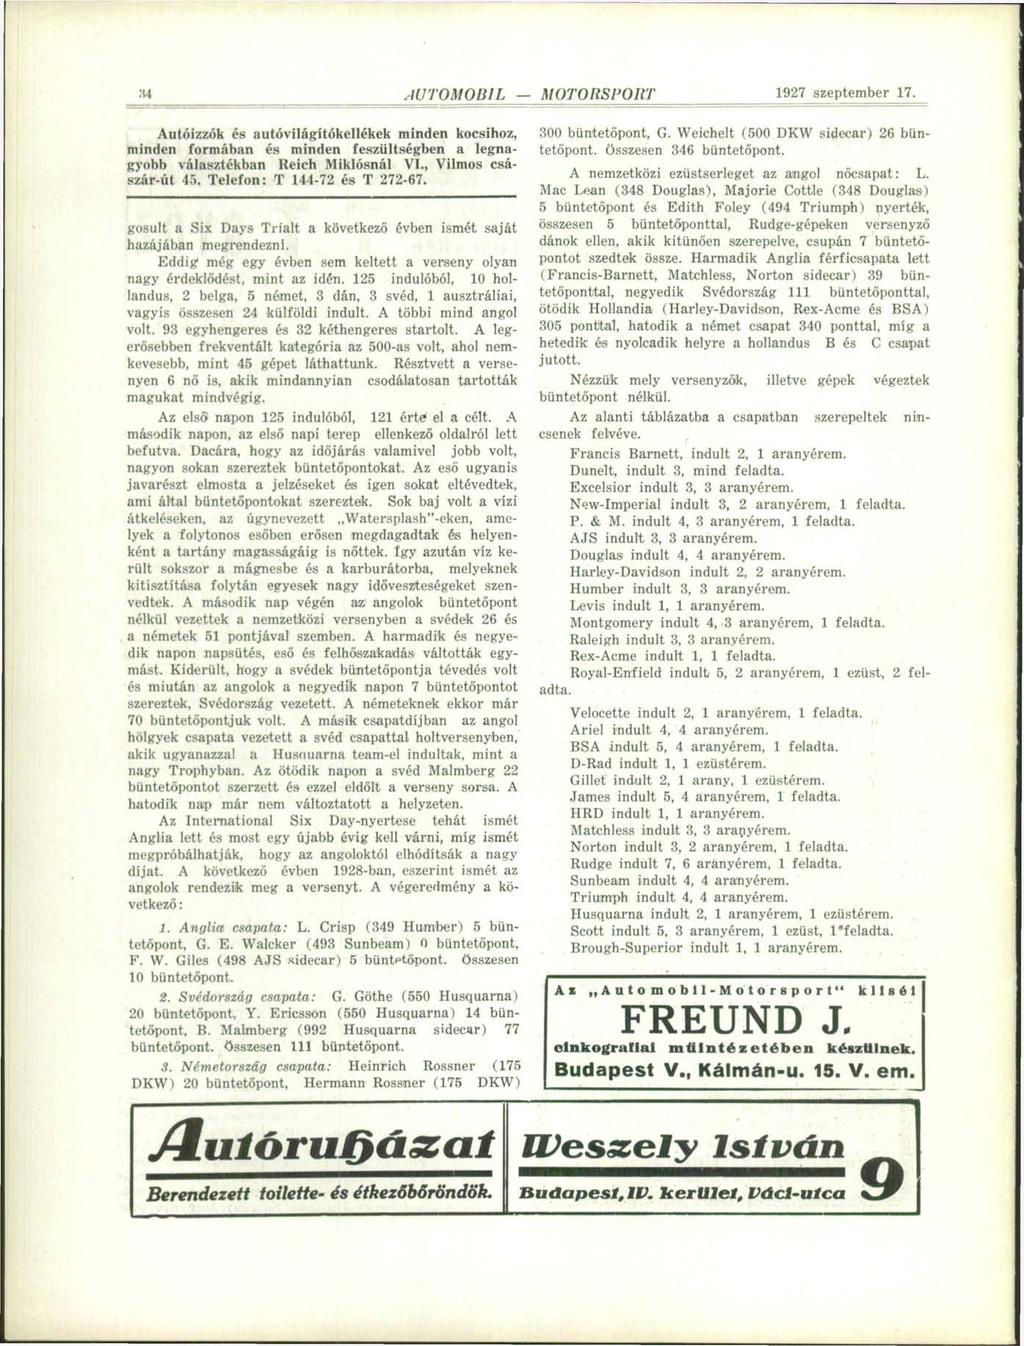 34 AUTOMOBIL — MOTORSPORT 1927 szeptember 17.
Autóizzók és autóvilágítókellékek minden kocsihoz,
minden formában és minden feszültségben a legna-
gyobb választékban Reich Miklósnál VI., Vilmos csá-
szár-út 45. Telefon: T 144-72 és T 272-67.
gosult a Six Days Trialt a következő évben ismét saját
hazájában megrendezni.
Eddig még egy évben sem keltett a verseny olyan
nagy érdeklődést, mint az idén. 125 indulóból, 10 hol-
landus, 2 belga, 5 német, 3 dán, 3 svéd, 1 ausztráliai,
vagyis összesen 24 külföldi indult. A többi mind angol
volt. 93 egyhengeres és 32 kéthengeres startolt. A leg-
erősebben frekventált kategória az 500-as volt, ahol nem-
kevesebb, mint 45 gépet láthattunk. Résztvett a verse-
nyen 6 nő is, akik mindannyian csodálatosan tartották
magukat mindvégig.
Az első napon 125 indulóból, 121 érte el a célt. A
második napon, az első napi terep ellenkező oldalról lett
befutva. Dacára, hogy az időjárás valamivel jobb volt,
nagyon sokan szereztek büntetőpontokat. Az eső ugyanis
javarészt elmosta a jelzéseket és igen sokat eltévedtek,
ami által büntetőpontokat szereztek. Sok baj volt a vízi
átkeléseken, az úgynevezett „Watersplash"-eken, ame-
lyek a folytonos esőben erősen megdagadtak és helyen-
ként a tartány magasságáig is nőttek. Így azután víz ke-
rült sokszor a mágnesbe és a karburátorba, melyeknek
kitisztítása folytán egyesek nagy időveszteségeket szen-
vedtek. A második nap végén az angolok büntetőpont
nélkül vezettek a nemzetközi versenyben a svédek 26 és
a németek 51 pontjával szemben. A harmadik és negye-
dik napon napsütés, eső és felhőszakadás váltották egy-
mást. Kiderült, hogy a svédek büntetőpontja tévedés volt
és miután az angolok a negyedik napon 7 büntetőpontot
szereztek, Svédország vezetett. A németeknek ekkor már
70 büntetőpontjuk volt. A másik csapatdíjban az angol
hölgyek csapata vezetett a svéd csapattal holtversenyben,
akik ugyanazzal a Husquarna team-el indultak, mint a
nagy Trophyban. Az ötödik napon a svéd Malmberg 22
büntetőpontot szerzett és ezzel eldőlt a verseny sorsa. A
hatodik nap már nem változtatott a helyzeten.
Az International Six Day-nyertese tehát ismét
Anglia lett és most egy újabb évig kell várni, míg ismét
megpróbálhatják, hogy az angoloktól elhódítsák a nagy
díjat. A következő évben 1928-ban, eszerint ismét az
angolok rendezik meg a versenyt. A végeredmény a kö-
vetkező:
1. Anglia csapata: L. Crisp (349 Humber) 5 bün-
tetőpont, G. E. Walcker (493 Sunbeam) 0 büntetőpont,
F. W. Giles (498 AJS sidecar) 5 büntetőpont. Összesen
10 büntetőpont.
2. Svédország csapata: G. Göthe (550 Husquarna)
20 büntetőpont, Y. Ericsson (550 Husquarna) 14 bün-
tetőpont, B. Malmberg (992 Husquarna sidecar) 77
büntetőpont. Összesen 111 büntetőpont.
3. Németország csapata: Heinrich Rossner (175
DKW) 20 büntetőpont, Hermann Rossner (175 DKW)
300 büntetőpont, G. Weichelt (500 DKW sidecar) 26 bün-
tetőpont. Összesen 346 büntetőpont.
A nemzetközi ezüstserleget az angol nőcsapat: L.
Mac Lean (348 Douglas), Majorie Cottle (348 Douglas)
5 büntetőpont és Edith Foley (494 Triumph) nyerték,
összesen 5 büntetőponttal, Rudge-gépeken versenyző
dánok ellen, akik kitünően szerepelve, csupán 7 büntető-
pontot szedtek össze. Harmadik Anglia férficsapata lett
(Francis-Barnett, Matchless, Norton sidecar) 39 bün-
tetőponttal, negyedik Svédország 111 büntetőponttal,
ötödik Hollandia (Harley-Davidson, Rex-Acme és BSA)
305 ponttal, hatodik a német csapat 340 ponttal, míg a
hetedik és nyolcadik helyre a hollandus B és C csapat
jutott.
Nézzük mely versenyzők, illetve gépek végeztek
büntetőpont nélkül.
Az alanti táblázatba a csapatban szerepeltek nin-
csenek felvéve.
Francis Barnett, indult 2, 1 aranyérem.
Dunelt, indult 3, mind feladta.
Excelsior indult 3, 3 aranyérem.
New-Imperial indult 3, 2 aranyérem, 1 feladta.
P. & M. indult 4, 3 aranyérem, 1 feladta.
AJS indult 3, 3 aranyérem.
Douglas indult 4, 4 aranyérem.
Harley-Davidson indult 2, 2 aranyérem.
Humber indult 3, 3 aranyérem.
Levis indult 1, 1 aranyérem.
Montgomery indult 4, 3 aranyérem, 1 feladta.
Raleigh indult 3, 3 aranyérem.
Rex-Acme indult 1, 1 feladta.
Royal-Enfield indult 5, 2 aranyérem, 1 ezüst, 2 fel-
adta.
Velocette indult 2, 1 aranyérem, 1 feladta.
Ariel indult 4, 4 aranyérem.
BSA indult 5, 4 aranyérem, 1 feladta.
D-Rad indult 1, 1 ezüstérem.
Gillet indult 2, 1 arany, 1 ezüstérem.
James indult 5, 4 aranyérem, 1 feladta.
HRD indult 1, 1 aranyérem.
Matchless indult 3, 3 aranyérem.
Norton indult 3, 2 aranyérem, 1 feladta.
Rudge indult 7, 6 aranyérem, 1 feladta.
Sunbeam indult 4, 4 aranyérem.
Triumph indult 4, 4 aranyérem.
Husquarna indult 2, 1 aranyérem, 1 ezüstérem.
Scott indult 5, 3 aranyérem, 1 ezüst, 1 feladta.
Brough-Superior indult 1, 1 aranyérem.
Az „Automobil-Motorsport" kliséi
FREUND J.
cinkografiai műintézetében készülnek.
Budapest V., Kálmán-u. 15. V. em.
Autóruházat
Berendezett toilette- és étkezőbőröndök.
Weszely István
Budapest, IV. kerület, Váci-utca 9